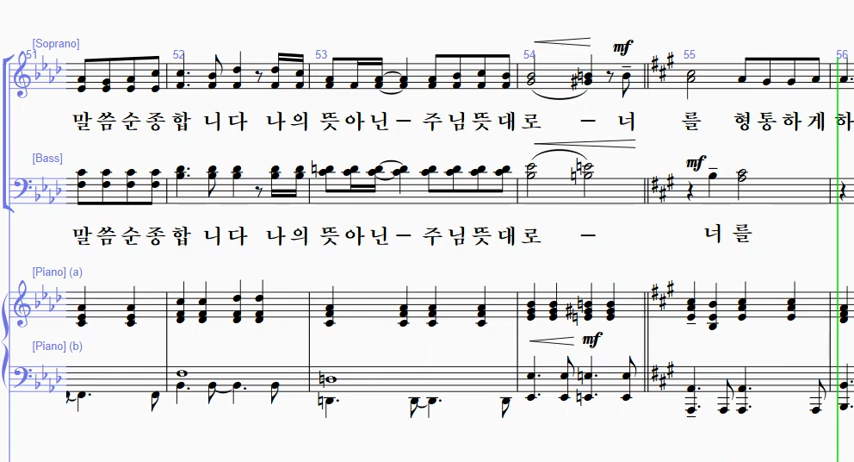 [Soprano]
51 52 53 54 55 56
mf
말씀순종합 니다 나의 뜻아닌— 주님뜻대로 — 너 를 형통하게 하
[Bass]
mf
말씀순종합 니다 나의 뜻아닌— 주님뜻대로 — 너를
[Piano] (a)
[Piano] (b)
mf